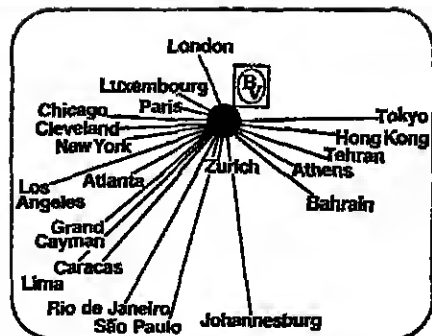 London
BV
Luxembourg
Paris
Chicago
Cleveland
New York
Tokyo
Hong Kong
Tehran
Athens
Zurich
Atlanta
Los
Angeles
Bahrain
Grand
Cayman
Caracas
Lima
Rio de Janeiro
São Paulo
Johannesburg